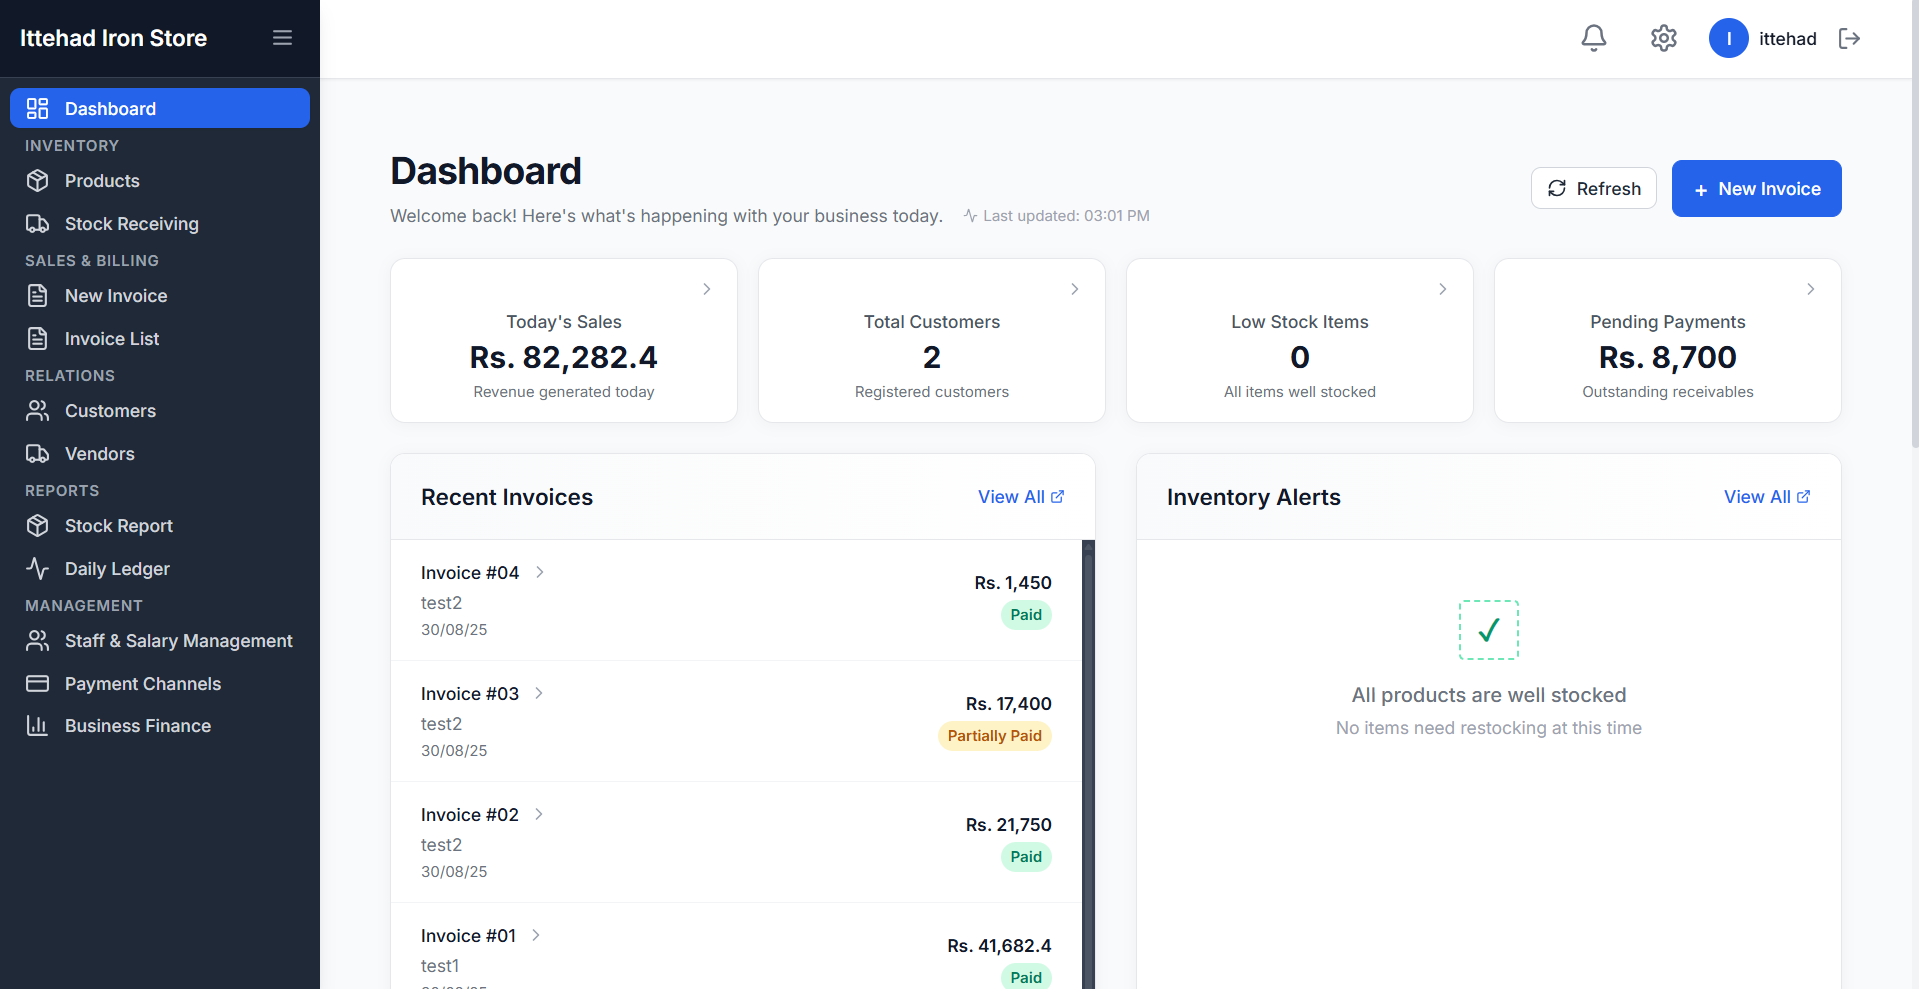 Ittehad Iron Store
I
ittehad
Dashboard
INVENTORY
Products
Stock Receiving
SALES & BILLING
New Invoice
Invoice List
RELATIONS
Customers
Vendors
REPORTS
Stock Report
Daily Ledger
MANAGEMENT
Staff & Salary Management
Payment Channels
Business Finance
Dashboard
Welcome back! Here's what's happening with your business today.
Last updated: 03:01 PM
Refresh
+ New Invoice
Today's Sales
Rs. 82,282.4
Revenue generated today
Total Customers
2
Registered customers
Low Stock Items
0
All items well stocked
Pending Payments
Rs. 8,700
Outstanding receivables
Recent Invoices
View All
Invoice #04
test2
30/08/25
Rs. 1,450
Paid
Invoice #03
test2
30/08/25
Rs. 17,400
Partially Paid
Invoice #02
test2
30/08/25
Rs. 21,750
Paid
Invoice #01
test1
Rs. 41,682.4
Paid
Inventory Alerts
View All
All products are well stocked
No items need restocking at this time